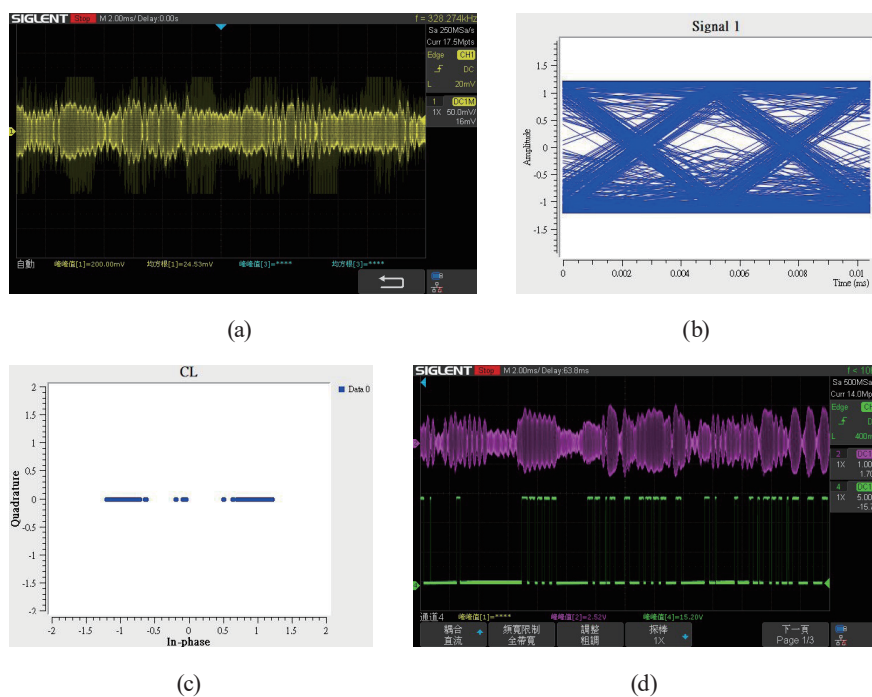 SIGLENT Stop M 2.00ms/ Delay:0.00s f = 328.274kHz
Sa 250MSa/s
Curr 17.5Mpts
Edge CH1
DC
L 20mV
1 DC1M
1X 50.0mV/
16mV
1
自動 峰峰值[1]=200.00mV 均方根[1]=24.53mV 峰峰值[3]=**** 均方根[3]=****
(a)
Signal 1
Amplitude
1.5
1
0.5
0
-0.5
-1
-1.5
0 0.002 0.004 0.006 0.008 0.01
Time (ms)
(b)
CL
Data 0
Quadrature
2
1.5
1
0.5
0
-0.5
-1
-1.5
-2
-2 -1 0 1 2
In-phase
(c)
SIGLENT Stop M 2.00ms/ Delay:63.8ms f < 10
Sa 500MSa
Curr 14.0Mp
Edge
L 400m
2 DC1
1X 1.00
1.70
4 DC1
1X 5.00
-15.
通道4 峰峰值[1]=**** 峰峰值[2]=2.52V 峰峰值[4]=15.20V
耦合 頻寬限制 調整 探棒 下一頁
直流 全帶寬 粗調 1X Page 1/3
(d)